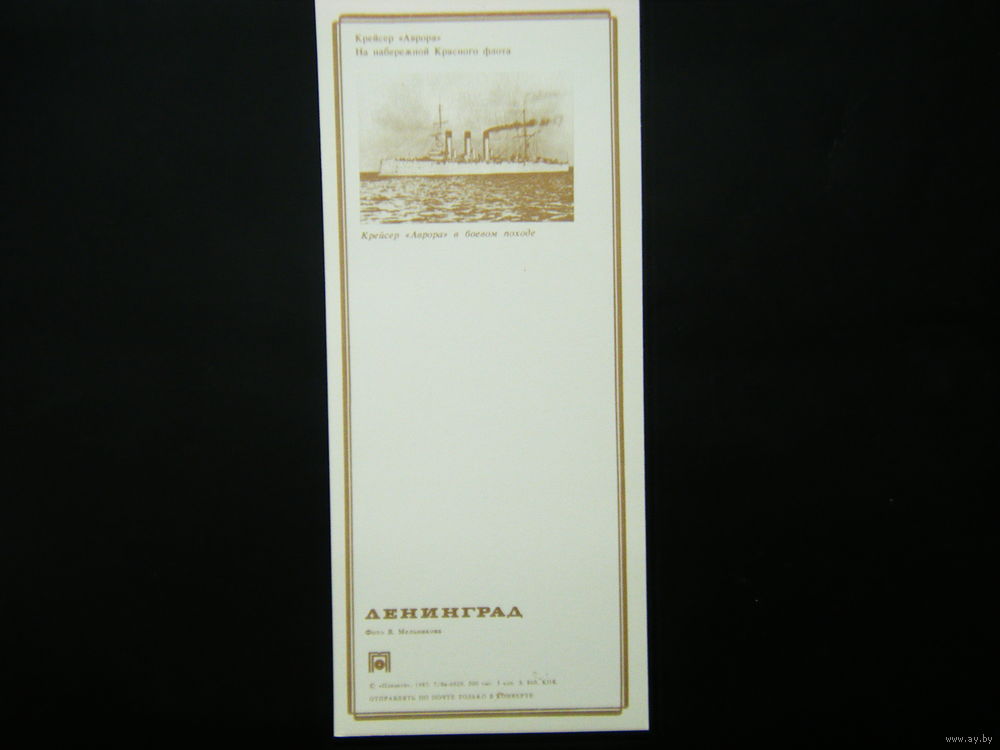 Крейсер «Аврора»
На набережной Красного флота
Крейсер «Аврора» в боевом походе
ЛЕНИНГРАД
Фото В. Мельникова
© «Плакат»,
ОТПРАВЛЯТЬ ПО ПОЧТЕ ТОЛЬКО В КОНВЕРТЕ
www.ay.by